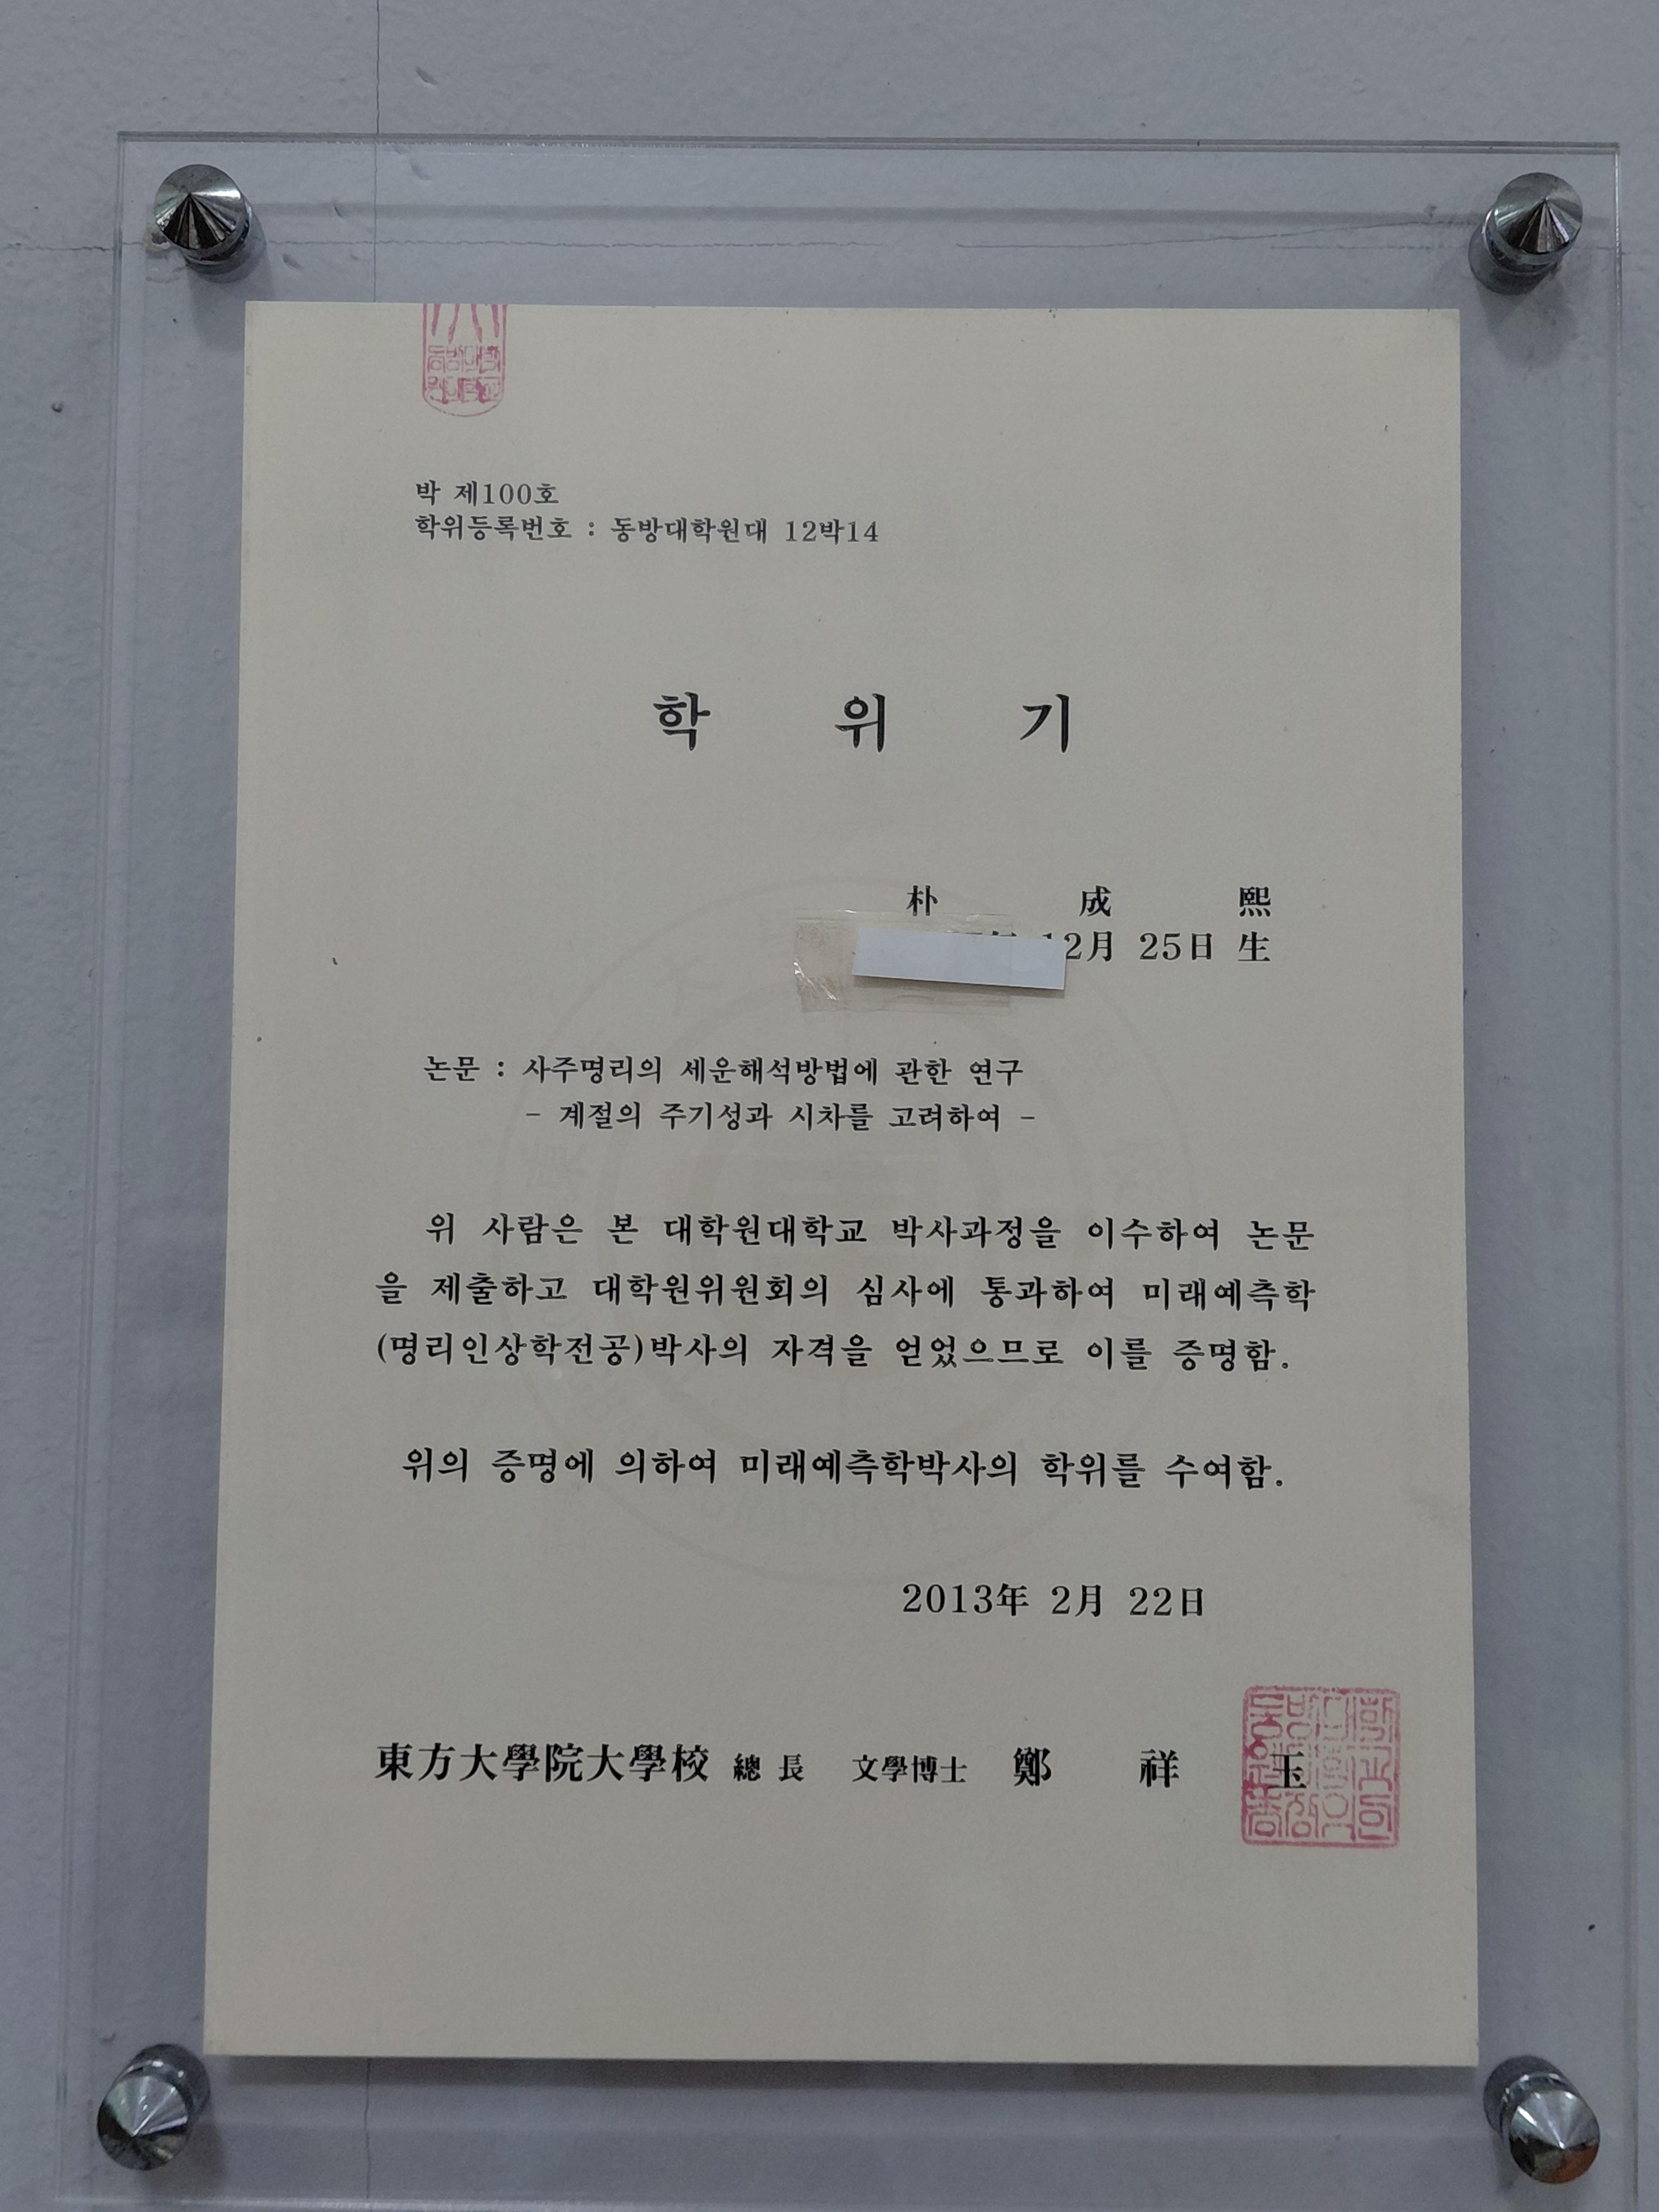 박 제100호
학위등록번호 : 동방대학원대 12박14
학 위 기
朴 成 熙
12月 25日 生
논문 : 사주명리의 세운해석방법에 관한 연구
- 계절의 주기성과 시차를 고려하여 -
위 사람은 본 대학원대학교 박사과정을 이수하여 논문
을 제출하고 대학원위원회의 심사에 통과하여 미래예측학
(명리인상학전공)박사의 자격을 얻었으므로 이를 증명함.
위의 증명에 의하여 미래예측학박사의 학위를 수여함.
2013年 2月 22日
東方大學院大學校 總 長 文學博士 鄭 祥 玉